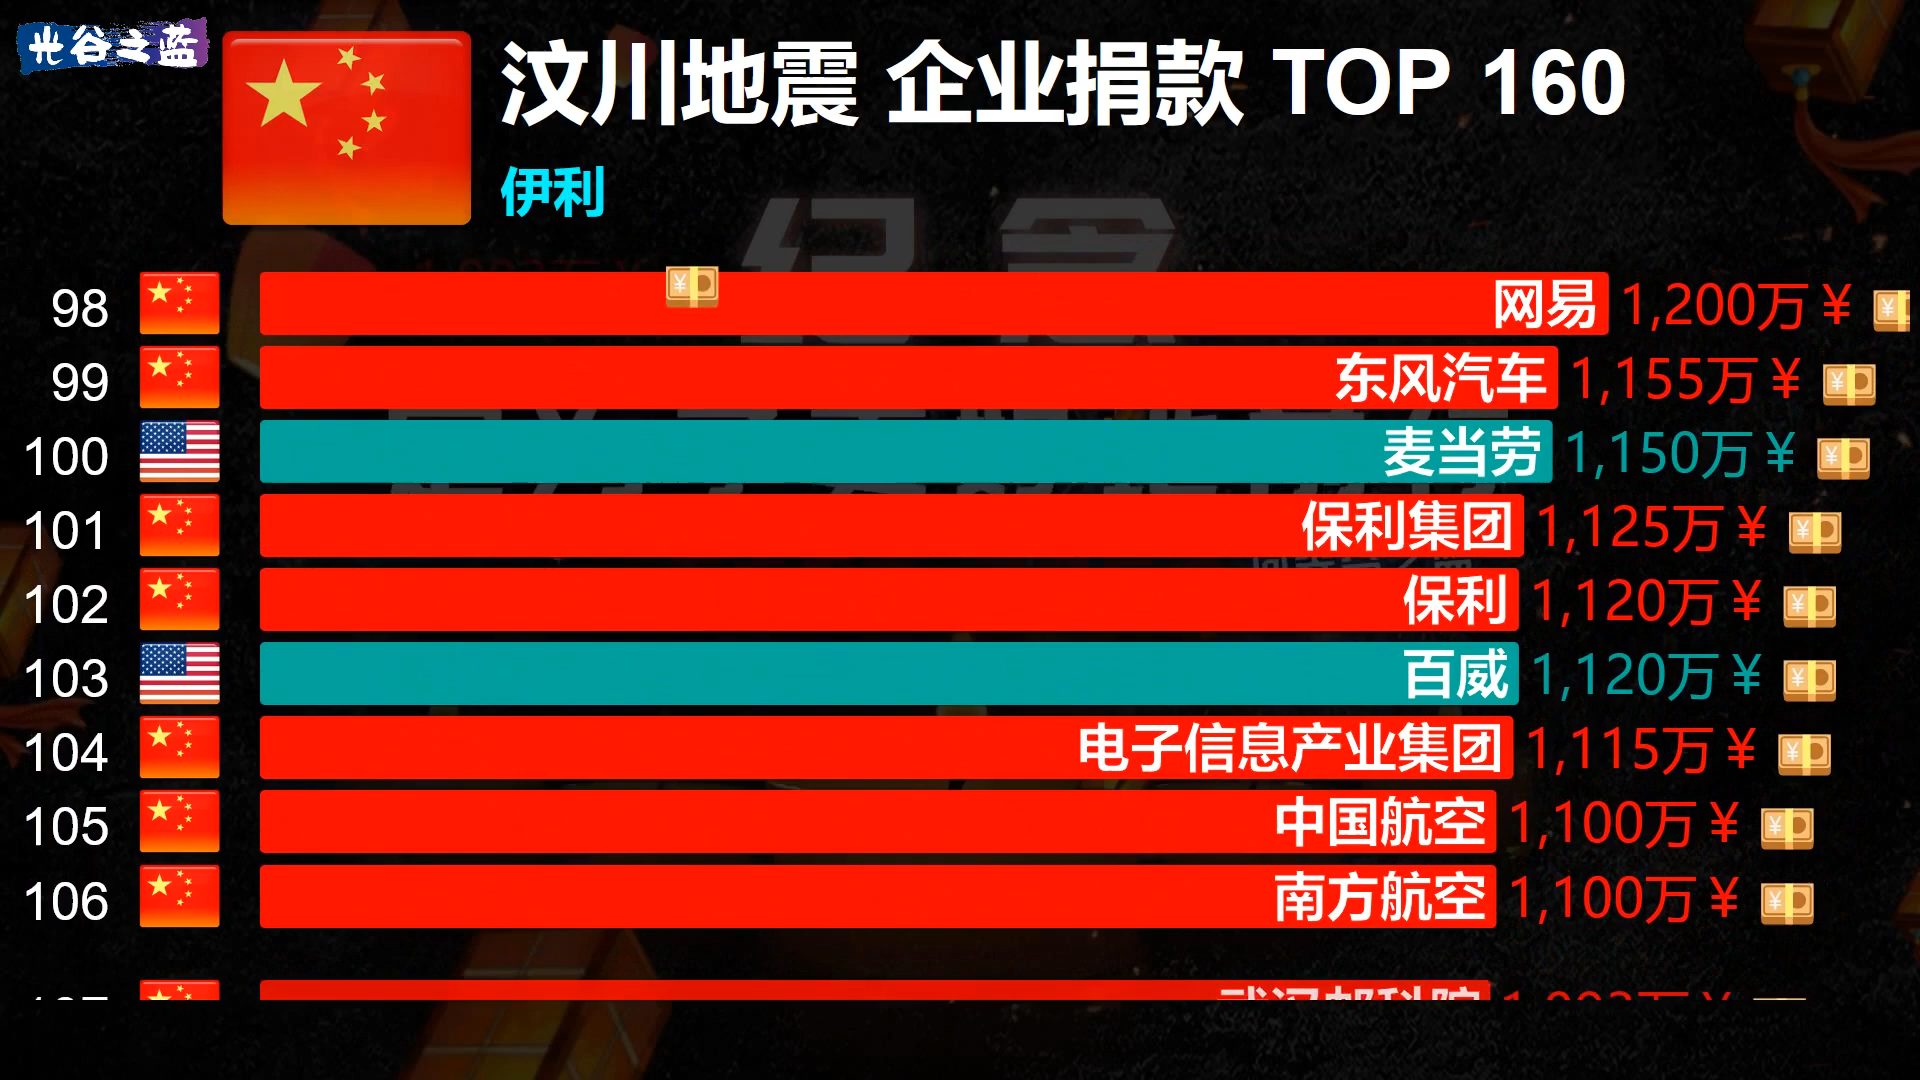 光谷之蓝
汶川地震 企业捐款 TOP 160
伊利
纪念
98 网易 1,200万￥
99 东风汽车 1,155万￥
100 麦当劳 1,150万￥
101 保利集团 1,125万￥
102 保利 1,120万￥
103 百威 1,120万￥
104 电子信息产业集团 1,115万￥
105 中国航空 1,100万￥
106 南方航空 1,100万￥